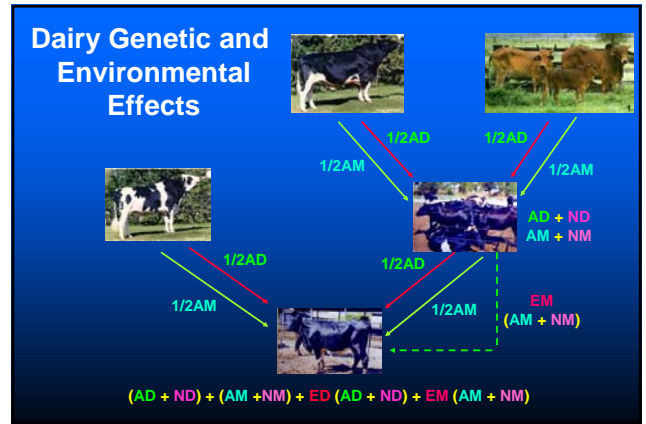 Dairy Genetic and
Environmental
Effects
1
1/2AD
1/2AD
1/2AM
1/2AM
AD + ND
AM + NM
1/2AD
1/2AD
1/2AM
1/2AM
EM
(AM + NM)
(AD + ND) + (AM +NM) + ED (AD + ND) + EM (AM + NM)